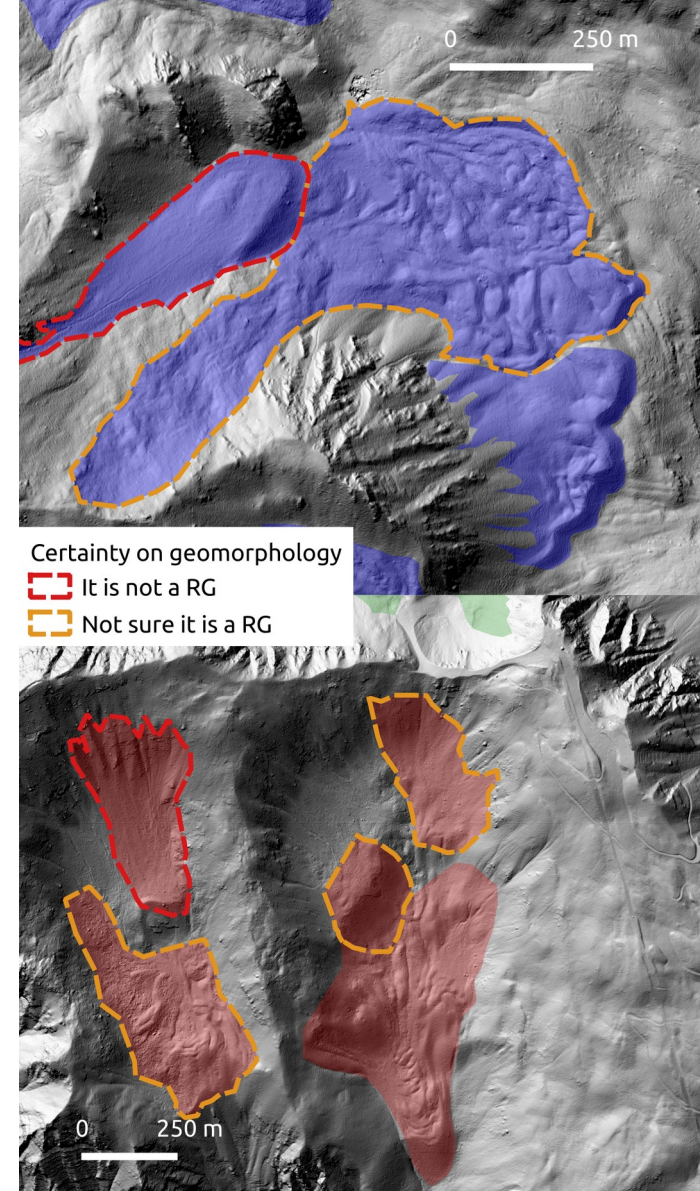 0 250 m
Certainty on geomorphology
It is not a RG
Not sure it is a RG
0 250 m